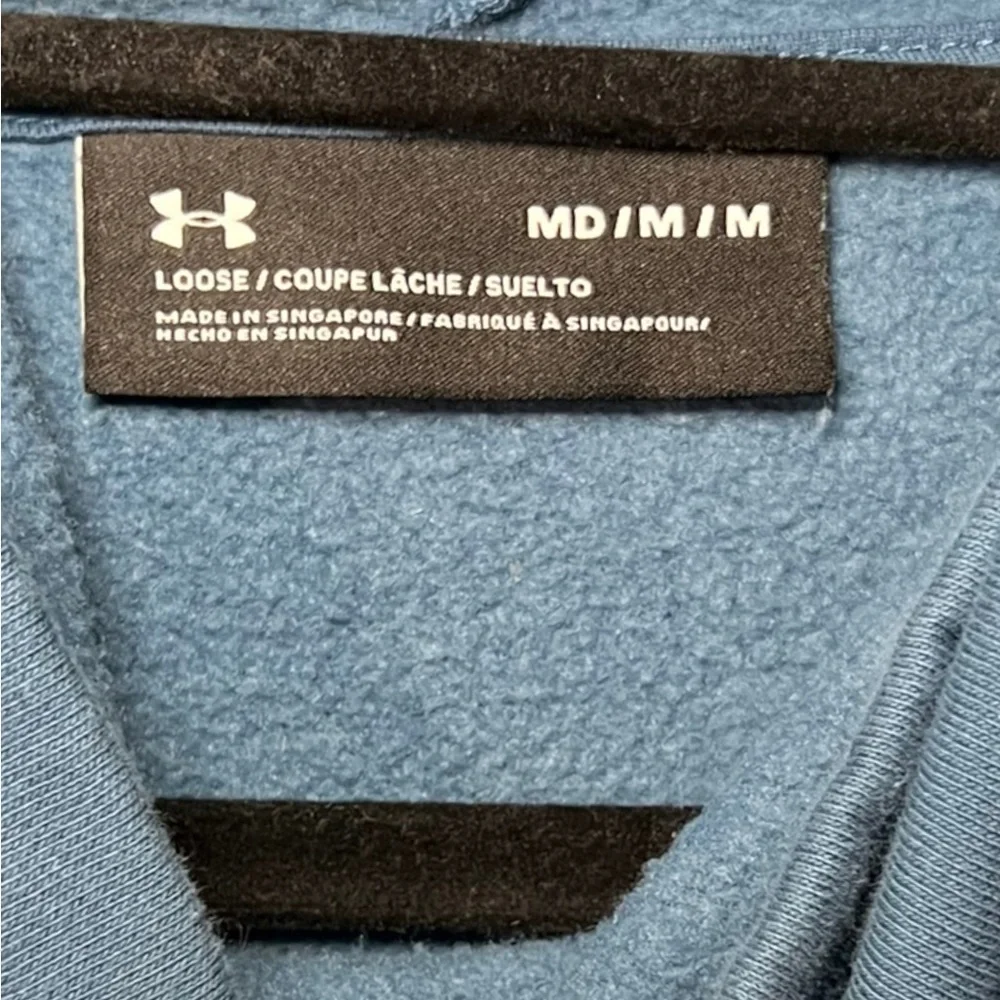 MD / M / M
LOOSE / COUPE LÂCHE / SUELTO
MADE IN SINGAPORE / FABRIQUÉ À SINGAPOUR/
HECHO EN SINGAPUR